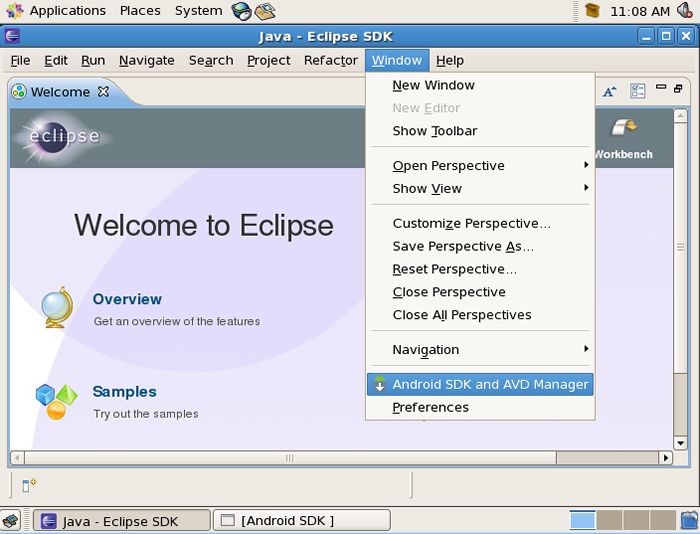 Applications Places System 11:08 AM
Java - Eclipse SDK
File Edit Run Navigate Search Project Refactor Window Help
Welcome
eclipse
Workbench
Welcome to Eclipse
Overview
Get an overview of the features
Samples
Try out the samples
New Window
New Editor
Show Toolbar
Open Perspective
Show View
Customize Perspective...
Save Perspective As...
Reset Perspective...
Close Perspective
Close All Perspectives
Navigation
Android SDK and AVD Manager
Preferences
Java - Eclipse SDK [Android SDK ]